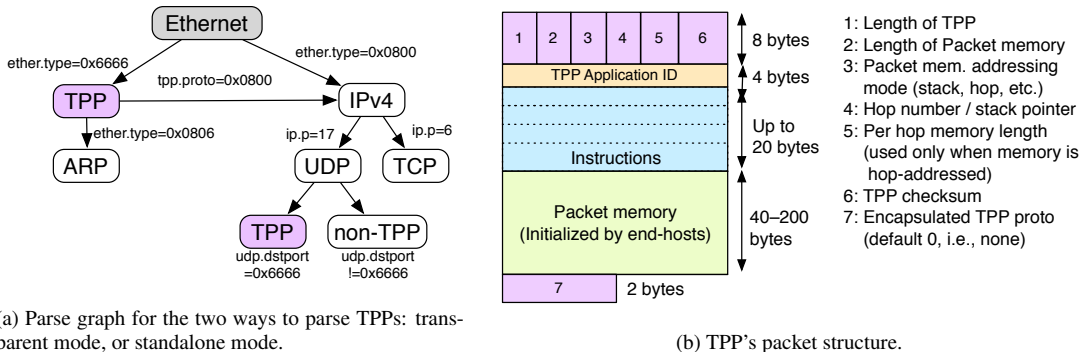 Ethernet
ether.type=0x6666
ether.type=0x0800
tpp.proto=0x0800
TPP
IPv4
ether.type=0x0806
ip.p=17
ip.p=6
ARP
UDP
TCP
TPP
non-TPP
udp.dstport
=0x6666
udp.dstport
!=0x6666
(a) Parse graph for the two ways to parse TPPs: trans-
parent mode, or standalone mode.
1 2 3 4 5 6
8 bytes
TPP Application ID
4 bytes
Instructions
Up to
20 bytes
Packet memory
(Initialized by end-hosts)
40–200
bytes
7
2 bytes
1: Length of TPP
2: Length of Packet memory
3: Packet mem. addressing
mode (stack, hop, etc.)
4: Hop number / stack pointer
5: Per hop memory length
(used only when memory is
hop-addressed)
6: TPP checksum
7: Encapsulated TPP proto
(default 0, i.e., none)
(b) TPP's packet structure.